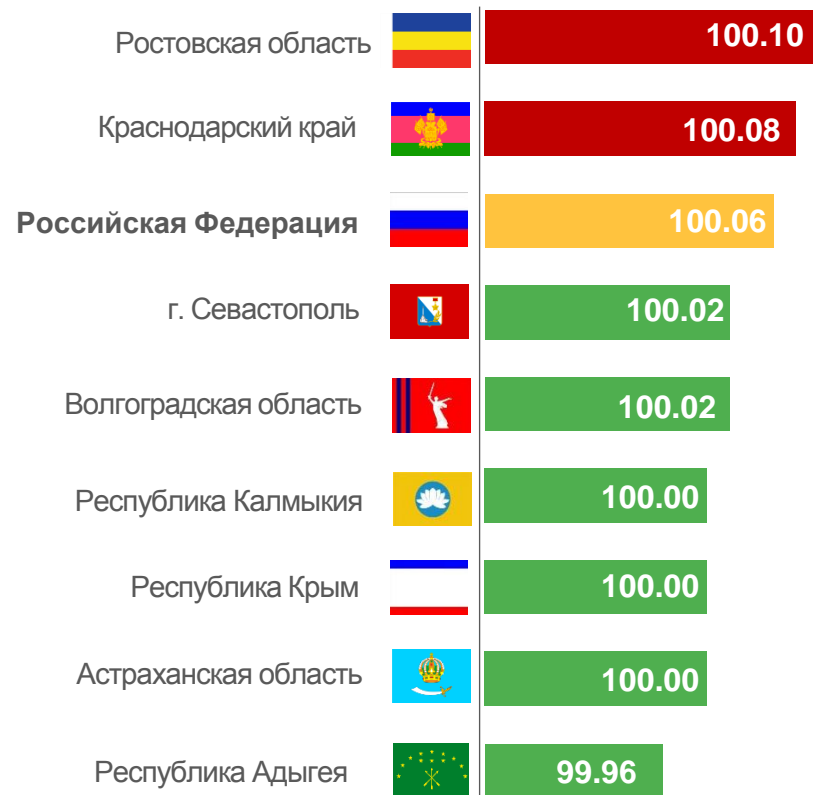 Ростовская область 100.10
Краснодарский край 100.08
Российская Федерация 100.06
г. Севастополь 100.02
Волгоградская область 100.02
Республика Калмыкия 100.00
Республика Крым 100.00
Астраханская область 100.00
Республика Адыгея 99.96